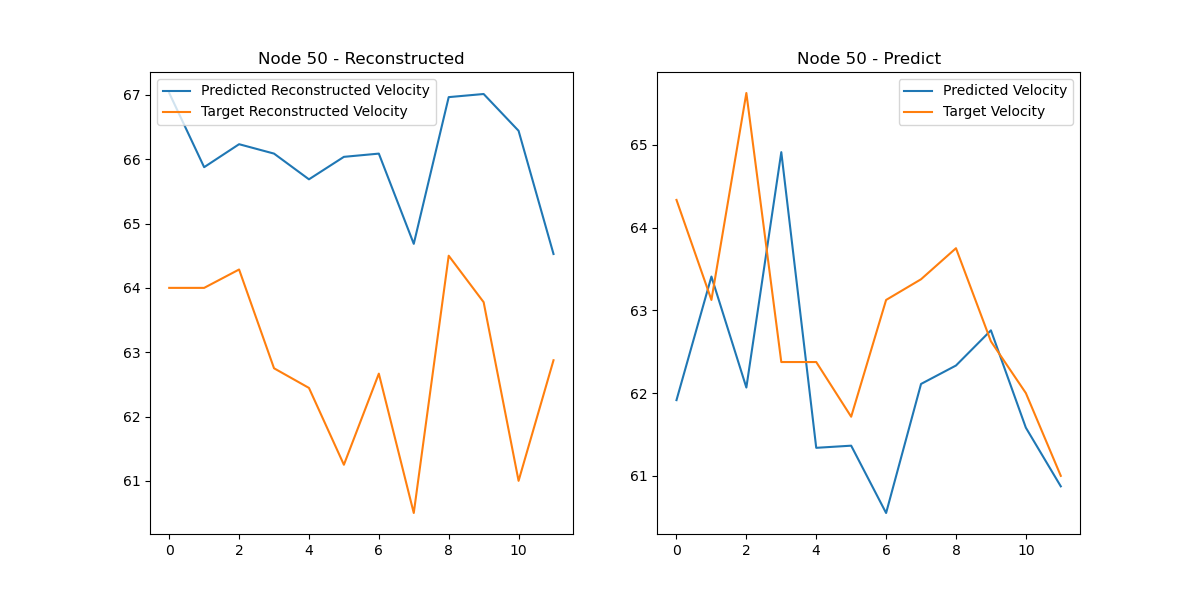 Node 50 - Reconstructed
Predicted Reconstructed Velocity
Target Reconstructed Velocity
67
66
65
64
63
62
61
0 2 4 6 8 10
Node 50 - Predict
Predicted Velocity
Target Velocity
65
64
63
62
61
0 2 4 6 8 10